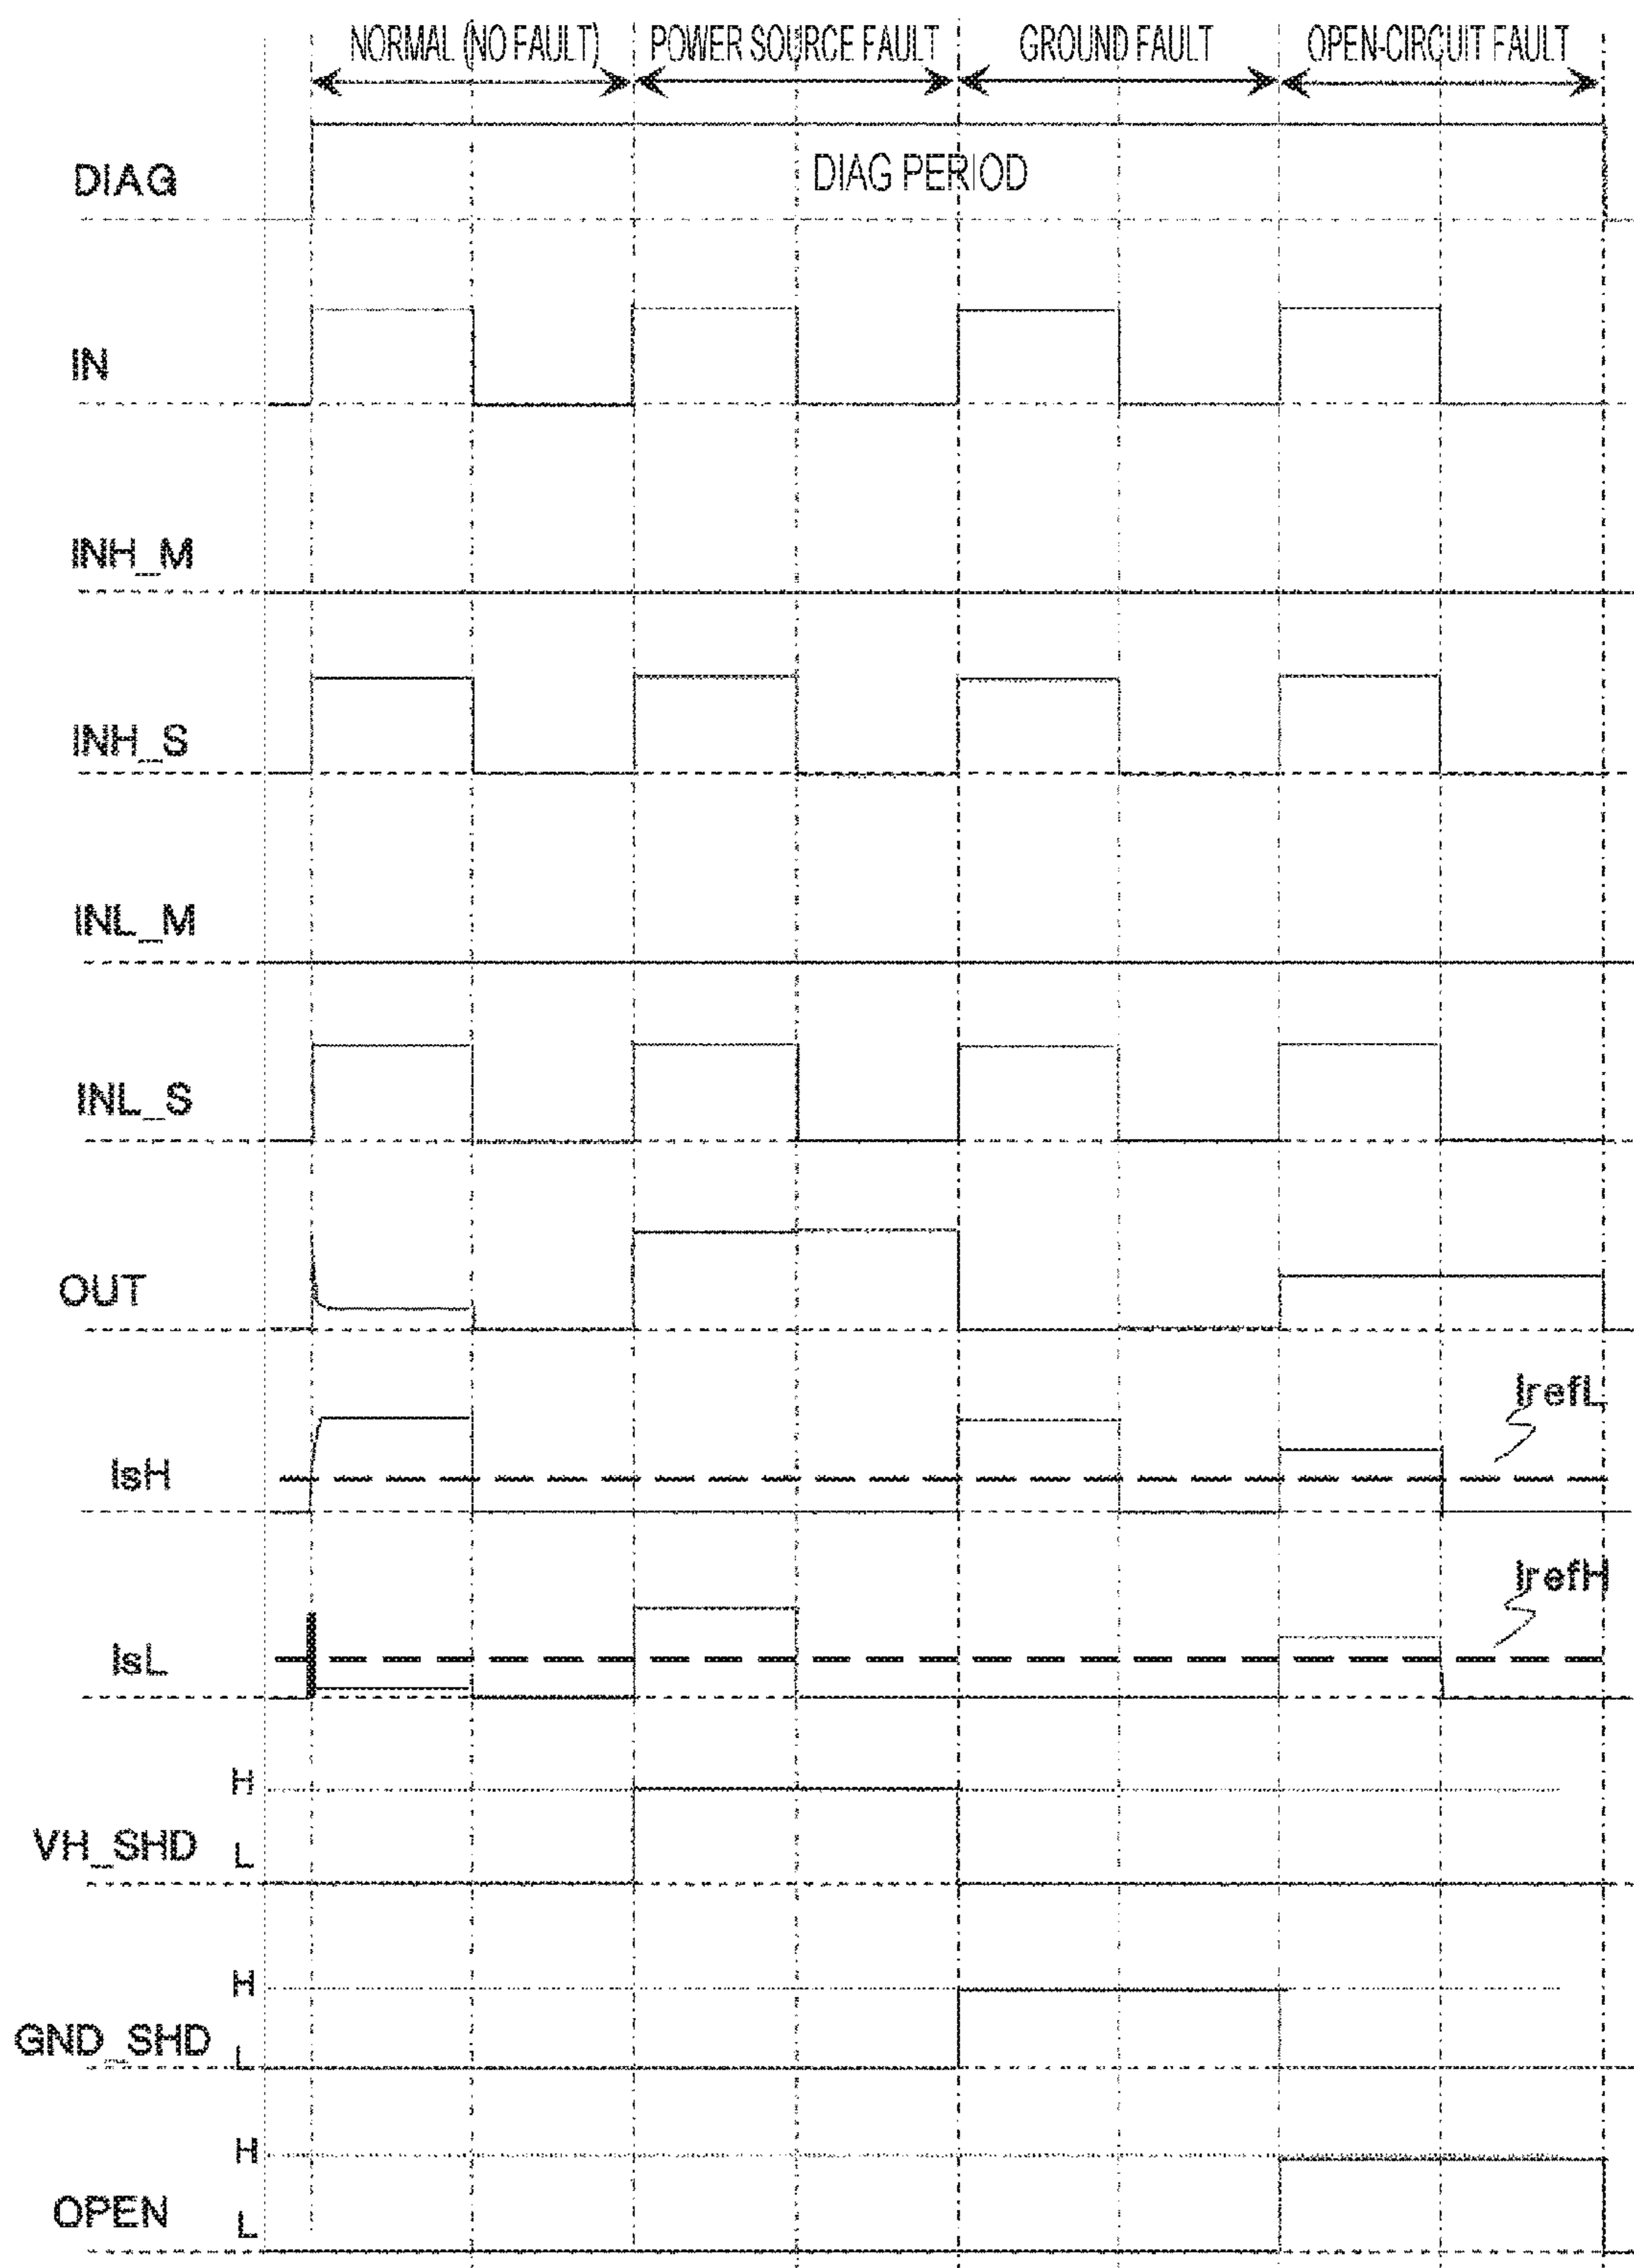 NORMAL (NO FAULT) POWER SOURCE FAULT GROUND FAULT OPEN-CIRCUIT FAULT
DIAG DIAG PERIOD
IN
INH_M
INH_S
INL_M
INL_S
OUT
IrefL
IsH
IrefH
IsL
H
VH_SHD L
H
GND_SHD L
H
OPEN L